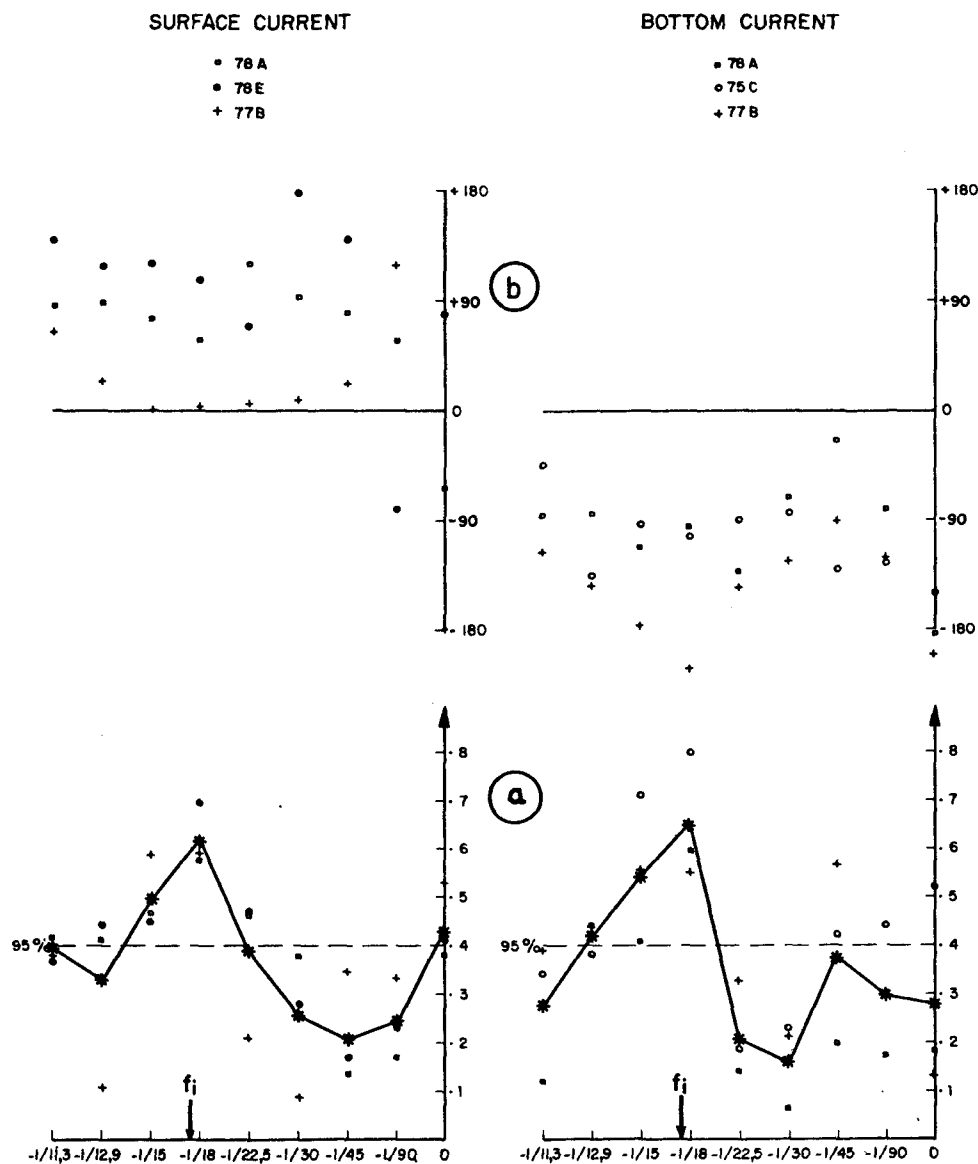 SURFACE CURRENT
78 A
78 E
77 B
BOTTOM CURRENT
78 A
75 C
77 B
+ 180
+ 90
0
- 90
- 180
b
+ 180
+ 90
0
- 90
- 180
. 8
. 7
. 6
. 5
. 4
. 3
. 2
. 1
95%
fi
a
. 8
. 7
. 6
. 5
. 4
. 3
. 2
. 1
95%
fi
-1/11,3 -1/12,9 -1/15 -1/18 -1/22,5 -1/30 -1/45 -1/90 0
-1/11,3 -1/12,9 -1/15 -1/18 -1/22,5 -1/30 -1/45 -1/90 0